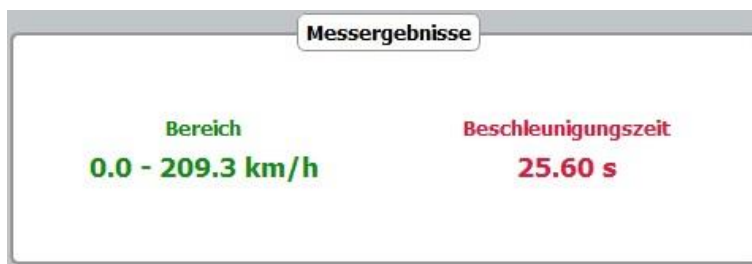 Messergebnisse
Bereich
Beschleunigungszeit
0.0 - 209.3 km/h
25.60 s